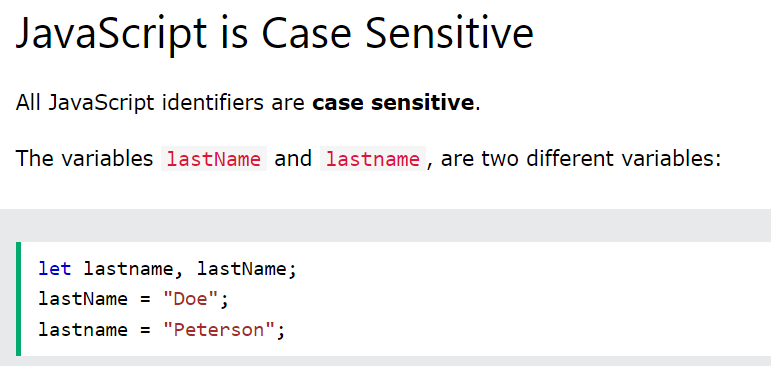 JavaScript is Case Sensitive
All JavaScript identifiers are case sensitive.
The variables lastName and lastname, are two different variables:
let lastname, lastName;
lastName = "Doe";
lastname = "Peterson";